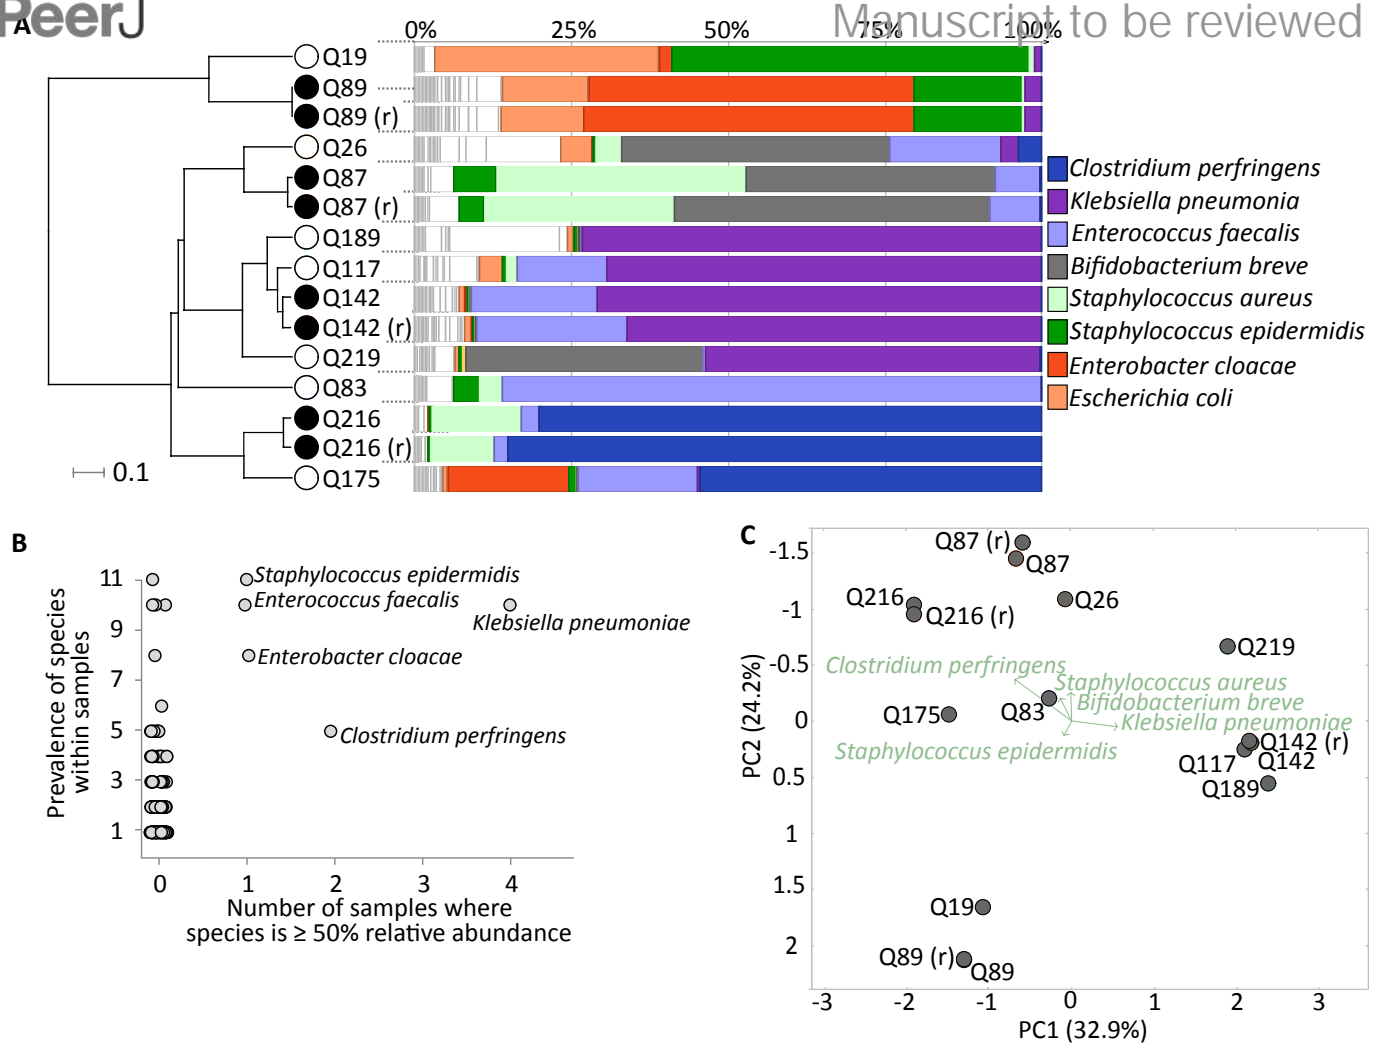 PeerJ
Manuscript to be reviewed
A
0% 25% 50% 75% 100%
Q19
Q89
Q89 (r)
Q26
Q87
Q87 (r)
Q189
Q117
Q142
Q142 (r)
Q219
Q83
Q216
Q216 (r)
Q175
0.1
Clostridium perfringens
Klebsiella pneumonia
Enterococcus faecalis
Bifidobacterium breve
Staphylococcus aureus
Staphylococcus epidermidis
Enterobacter cloacae
Escherichia coli
B
Prevalence of species
within samples
11
9
7
5
3
1
Staphylococcus epidermidis
Enterococcus faecalis
Klebsiella pneumoniae
Enterobacter cloacae
Clostridium perfringens
0 1 2 3 4
Number of samples where
species is ≥ 50% relative abundance
C
PC2 (24.2%)
-1.5
-1
-0.5
0
0.5
1
1.5
2
Q87 (r)
Q87
Q216
Q216 (r)
Q26
Q219
Clostridium perfringens
Staphylococcus aureus
Bifidobacterium breve
Klebsiella pneumoniae
Staphylococcus epidermidis
Q175
Q83
Q142 (r)
Q117
Q142
Q189
Q19
Q89 (r)
Q89
-3 -2 -1 0 1 2 3
PC1 (32.9%)